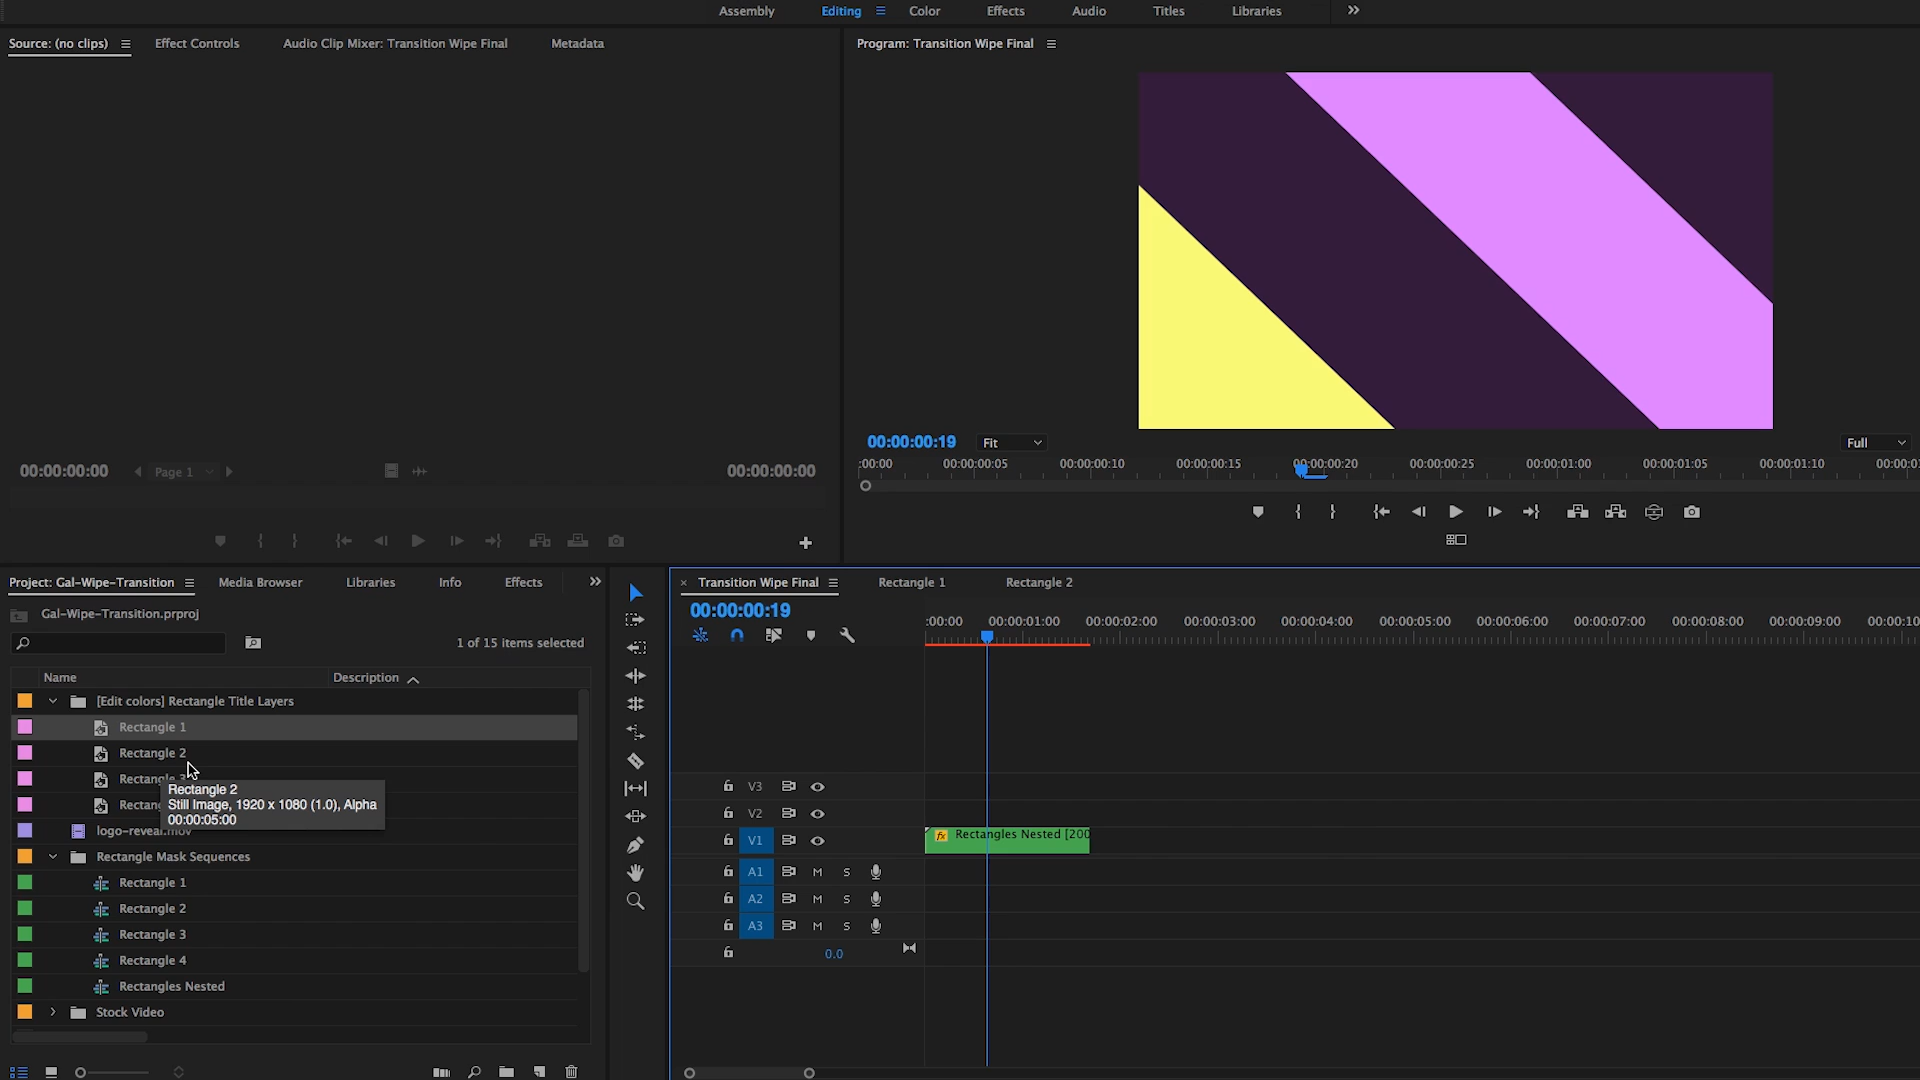 Assembly Editing Color Effects Audio Titles Libraries
Source: (no clips) Effect Controls Audio Clip Mixer: Transition Wipe Final Metadata
Program: Transition Wipe Final
00:00:00:19 Fit Full
:00:00 00:00:00:05 00:00:00:10 00:00:00:15 00:00:00:20 00:00:00:25 00:00:01:00 00:00:01:05 00:00:01:10 00:00:0
00:00:00:00 Page 1 00:00:00:00
Project: Gal-Wipe-Transition Media Browser Libraries Info Effects
Gal-Wipe-Transition.prproj
1 of 15 items selected
Name Description
[Edit colors] Rectangle Title Layers
Rectangle 1
Rectangle 2
Rectangle 3
Rectang
Rectangle 2
Still Image, 1920 x 1080 (1.0), Alpha
00:00:05:00
logo-reveal.mov
Rectangle Mask Sequences
Rectangle 1
Rectangle 2
Rectangle 3
Rectangle 4
Rectangles Nested
Stock Video
Transition Wipe Final Rectangle 1 Rectangle 2
00:00:00:19
:00:00 00:00:01:00 00:00:02:00 00:00:03:00 00:00:04:00 00:00:05:00 00:00:06:00 00:00:07:00 00:00:08:00 00:00:09:00 00:00:10
V3
V2
V1 fx Rectangles Nested [200
A1 M S
A2 M S
A3 M S
0.0